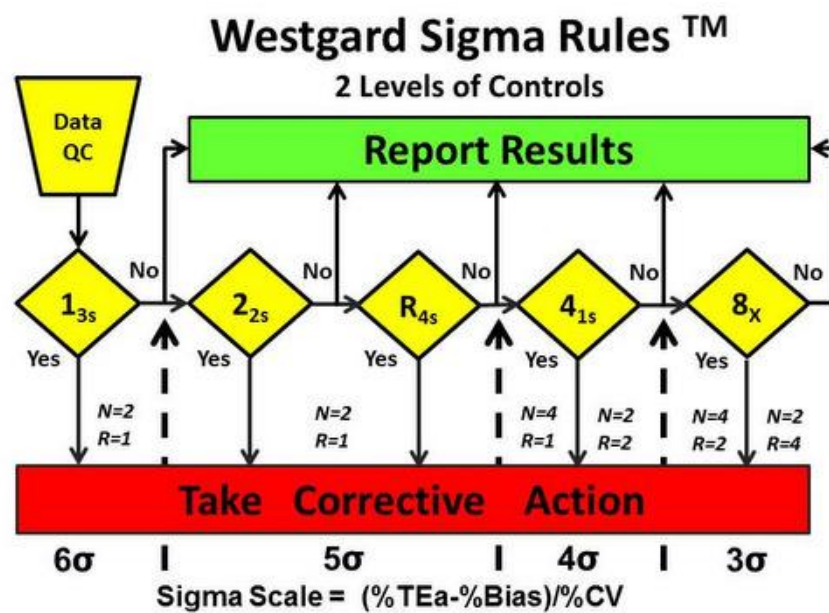 Westgard Sigma Rules TM
2 Levels of Controls
Data
QC
Report Results
No
No
No
No
No
1₃ₛ
2₂ₛ
R₄ₛ
4₁ₛ
8ₓ
Yes
Yes
Yes
Yes
Yes
N=2
R=1
N=2
R=1
N=4
R=1
N=2
R=2
N=4
R=2
N=2
R=4
Take Corrective Action
6σ
5σ
4σ
3σ
Sigma Scale = (%TEa-%Bias)/%CV